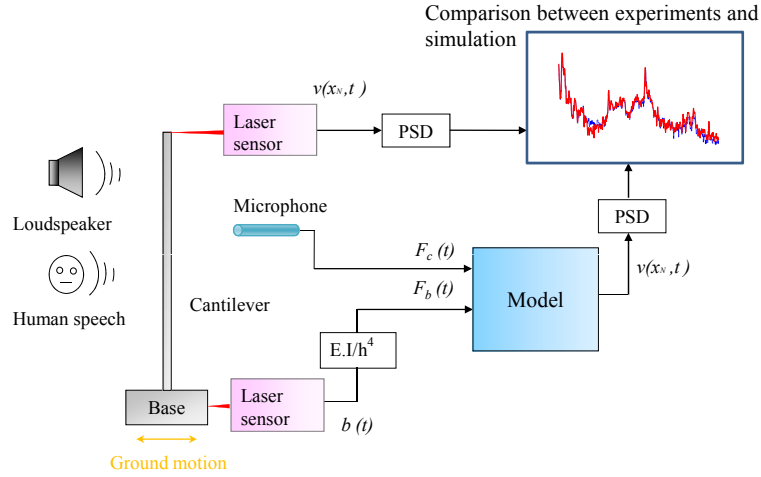 Comparison between experiments and
simulation
v(xN,t)
Laser
sensor
PSD
Loudspeaker
Microphone
PSD
Fc(t)
v(xN,t)
Human speech
Cantilever
Fb(t)
Model
E.I/h⁴
Base
Laser
sensor
b(t)
Ground motion